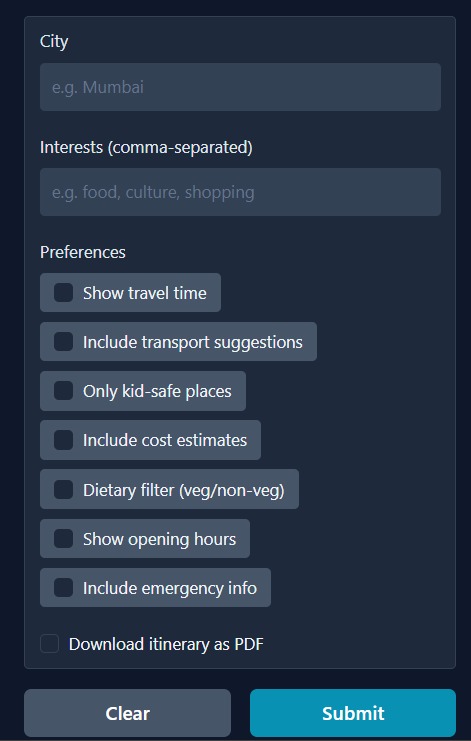 City
e.g. Mumbai
Interests (comma-separated)
e.g. food, culture, shopping
Preferences
Show travel time
Include transport suggestions
Only kid-safe places
Include cost estimates
Dietary filter (veg/non-veg)
Show opening hours
Include emergency info
Download itinerary as PDF
Clear Submit